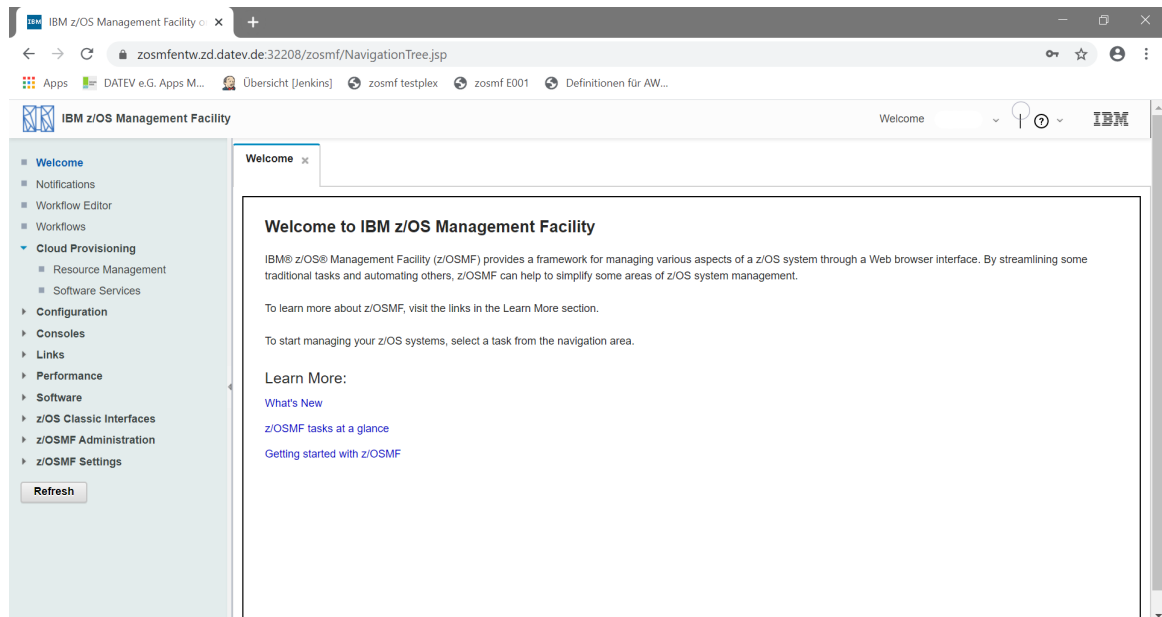 IBM z/OS Management Facility o
zosmfentw.zd.datev.de:32208/zosmf/NavigationTree.jsp
Apps DATEV e.G. Apps M... Übersicht [Jenkins] zosmf testplex zosmf E001 Definitionen für AW...
IBM z/OS Management Facility Welcome IBM
Welcome
Notifications
Workflow Editor
Workflows
Cloud Provisioning
Resource Management
Software Services
Configuration
Consoles
Links
Performance
Software
z/OS Classic Interfaces
z/OSMF Administration
z/OSMF Settings
Refresh
Welcome
Welcome to IBM z/OS Management Facility
IBM® z/OS® Management Facility (z/OSMF) provides a framework for managing various aspects of a z/OS system through a Web browser interface. By streamlining some
traditional tasks and automating others, z/OSMF can help to simplify some areas of z/OS system management.
To learn more about z/OSMF, visit the links in the Learn More section.
To start managing your z/OS systems, select a task from the navigation area.
Learn More:
What's New
z/OSMF tasks at a glance
Getting started with z/OSMF